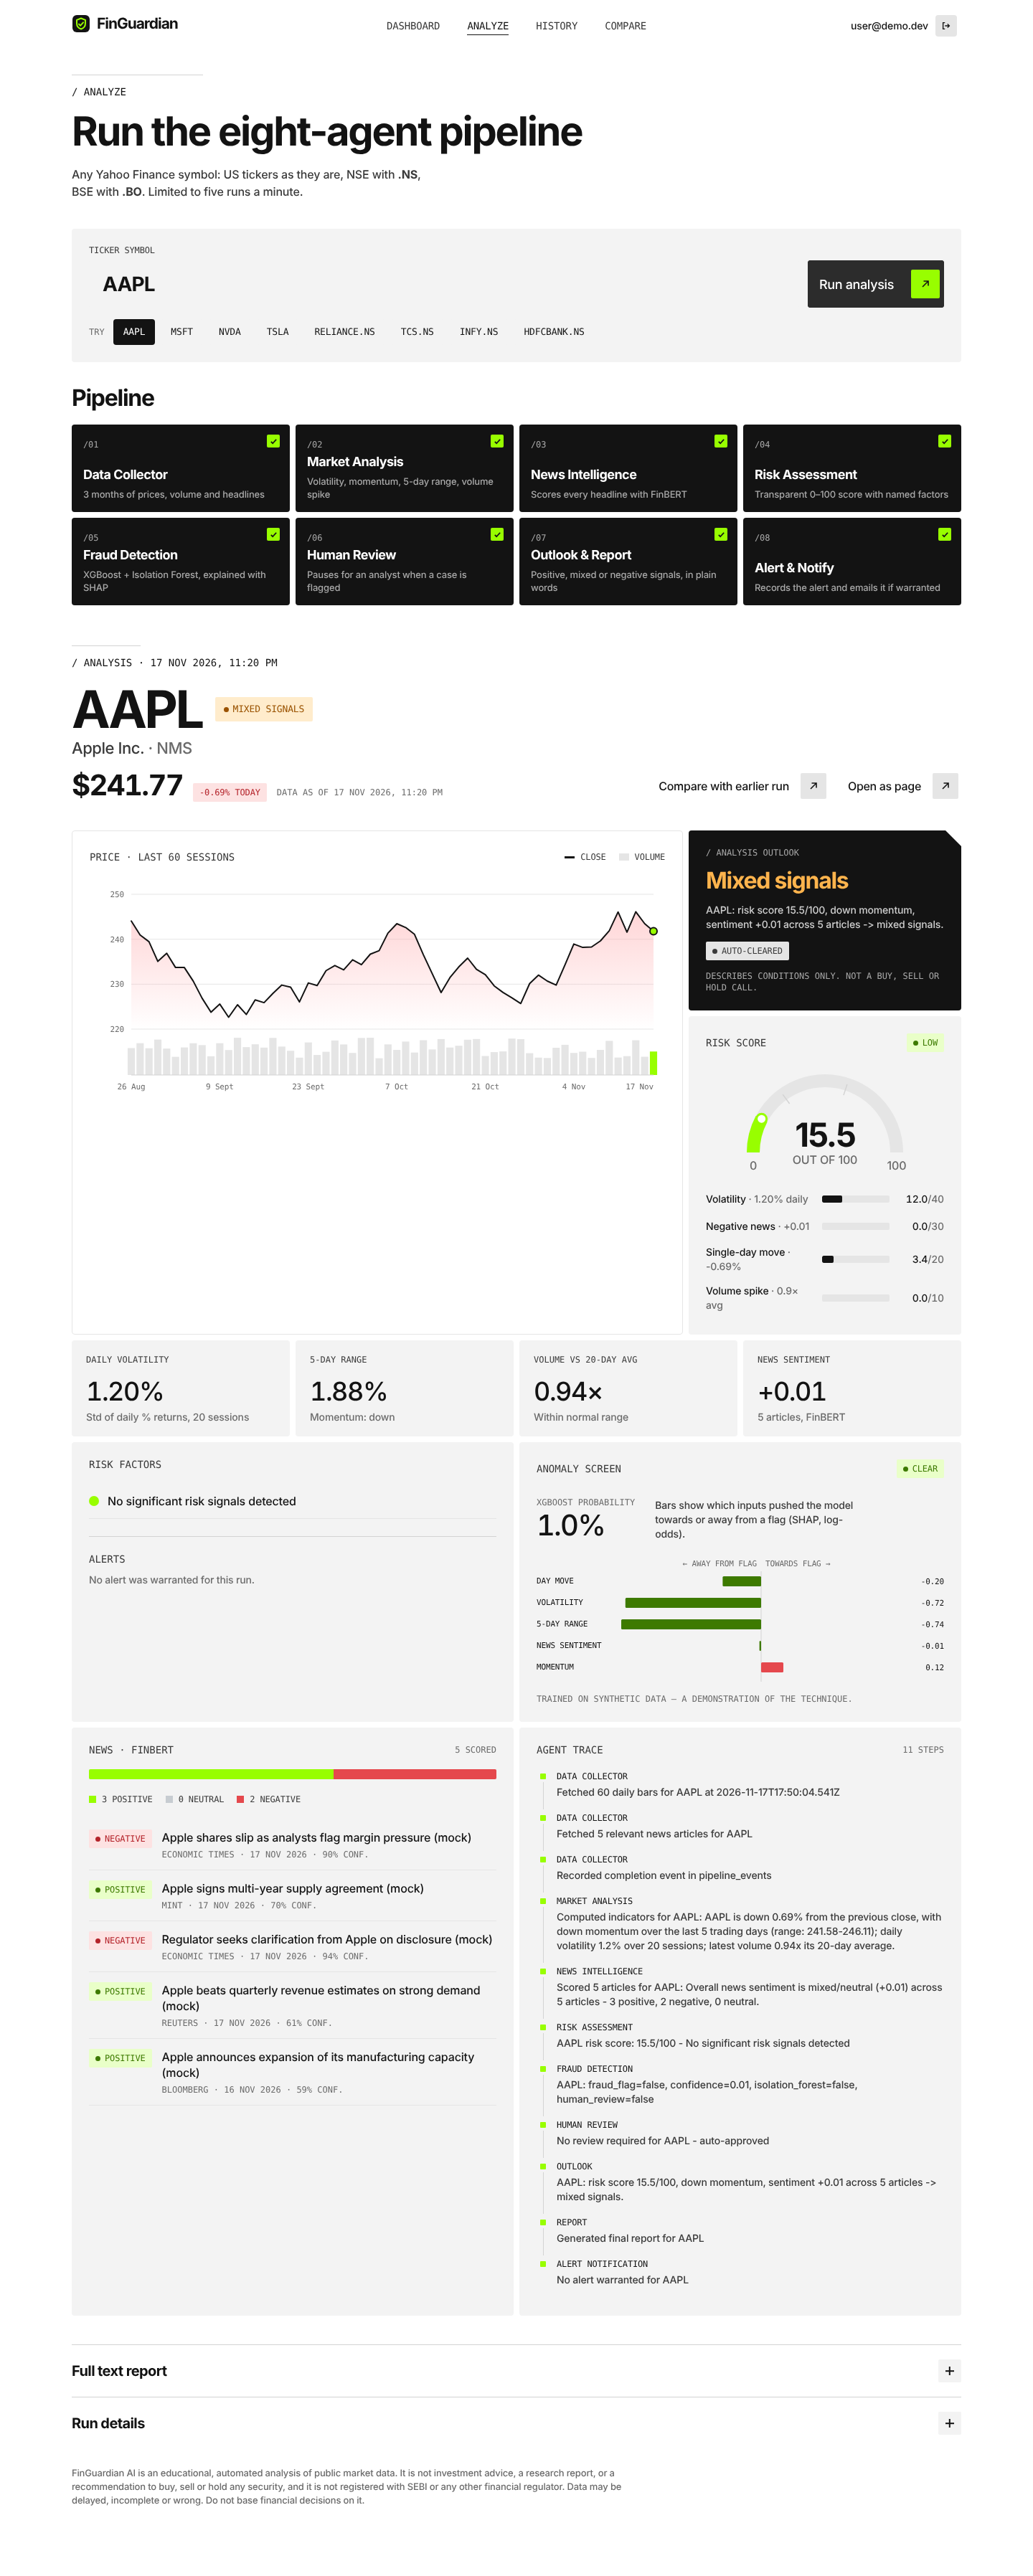 FinGuardian
DASHBOARD
ANALYZE
HISTORY
COMPARE
user@demo.dev
/ ANALYZE
Run the eight-agent pipeline
Any Yahoo Finance symbol: US tickers as they are, NSE with .NS,
BSE with .BO. Limited to five runs a minute.
TICKER SYMBOL
AAPL
Run analysis
TRY
AAPL
MSFT
NVDA
TSLA
RELIANCE.NS
TCS.NS
INFY.NS
HDFCBANK.NS
Pipeline
/01
Data Collector
3 months of prices, volume and headlines
/02
Market Analysis
Volatility, momentum, 5-day range, volume
spike
/03
News Intelligence
Scores every headline with FinBERT
/04
Risk Assessment
Transparent 0–100 score with named factors
/05
Fraud Detection
XGBoost + Isolation Forest, explained with
SHAP
/06
Human Review
Pauses for an analyst when a case is
flagged
/07
Outlook & Report
Positive, mixed or negative signals, in plain
words
/08
Alert & Notify
Records the alert and emails it if warranted
/ ANALYSIS · 17 NOV 2026, 11:20 PM
AAPL
MIXED SIGNALS
Apple Inc. · NMS
$241.77
-0.69% TODAY
DATA AS OF 17 NOV 2026, 11:20 PM
Compare with earlier run
Open as page
PRICE · LAST 60 SESSIONS
CLOSE
VOLUME
250
240
230
220
26 Aug
9 Sept
23 Sept
7 Oct
21 Oct
4 Nov
17 Nov
/ ANALYSIS OUTLOOK
Mixed signals
AAPL: risk score 15.5/100, down momentum,
sentiment +0.01 across 5 articles -> mixed signals.
AUTO-CLEARED
DESCRIBES CONDITIONS ONLY. NOT A BUY, SELL OR
HOLD CALL.
RISK SCORE
LOW
15.5
OUT OF 100
0
100
Volatility · 1.20% daily
12.0/40
Negative news · +0.01
0.0/30
Single-day move ·
-0.69%
3.4/20
Volume spike · 0.9×
avg
0.0/10
DAILY VOLATILITY
1.20%
Std of daily % returns, 20 sessions
5-DAY RANGE
1.88%
Momentum: down
VOLUME VS 20-DAY AVG
0.94×
Within normal range
NEWS SENTIMENT
+0.01
5 articles, FinBERT
RISK FACTORS
No significant risk signals detected
ALERTS
No alert was warranted for this run.
ANOMALY SCREEN
CLEAR
XGBOOST PROBABILITY
1.0%
Bars show which inputs pushed the model
towards or away from a flag (SHAP, log-
odds).
← AWAY FROM FLAG
TOWARDS FLAG →
DAY MOVE
-0.20
VOLATILITY
-0.72
5-DAY RANGE
-0.74
NEWS SENTIMENT
-0.01
MOMENTUM
0.12
TRAINED ON SYNTHETIC DATA — A DEMONSTRATION OF THE TECHNIQUE.
NEWS · FINBERT
5 SCORED
3 POSITIVE
0 NEUTRAL
2 NEGATIVE
NEGATIVE
Apple shares slip as analysts flag margin pressure (mock)
ECONOMIC TIMES · 17 NOV 2026 · 90% CONF.
POSITIVE
Apple signs multi-year supply agreement (mock)
MINT · 17 NOV 2026 · 70% CONF.
NEGATIVE
Regulator seeks clarification from Apple on disclosure (mock)
ECONOMIC TIMES · 17 NOV 2026 · 94% CONF.
POSITIVE
Apple beats quarterly revenue estimates on strong demand
(mock)
REUTERS · 17 NOV 2026 · 61% CONF.
POSITIVE
Apple announces expansion of its manufacturing capacity
(mock)
BLOOMBERG · 16 NOV 2026 · 59% CONF.
AGENT TRACE
11 STEPS
DATA COLLECTOR
Fetched 60 daily bars for AAPL at 2026-11-17T17:50:04.541Z
DATA COLLECTOR
Fetched 5 relevant news articles for AAPL
DATA COLLECTOR
Recorded completion event in pipeline_events
MARKET ANALYSIS
Computed indicators for AAPL: AAPL is down 0.69% from the previous close, with
down momentum over the last 5 trading days (range: 241.58-246.11); daily
volatility 1.2% over 20 sessions; latest volume 0.94x its 20-day average.
NEWS INTELLIGENCE
Scored 5 articles for AAPL: Overall news sentiment is mixed/neutral (+0.01) across
5 articles - 3 positive, 2 negative, 0 neutral.
RISK ASSESSMENT
AAPL risk score: 15.5/100 - No significant risk signals detected
FRAUD DETECTION
AAPL: fraud_flag=false, confidence=0.01, isolation_forest=false,
human_review=false
HUMAN REVIEW
No review required for AAPL - auto-approved
OUTLOOK
AAPL: risk score 15.5/100, down momentum, sentiment +0.01 across 5 articles ->
mixed signals.
REPORT
Generated final report for AAPL
ALERT NOTIFICATION
No alert warranted for AAPL
Full text report
Run details
FinGuardian AI is an educational, automated analysis of public market data. It is not investment advice, a research report, or a
recommendation to buy, sell or hold any security, and it is not registered with SEBI or any other financial regulator. Data may be
delayed, incomplete or wrong. Do not base financial decisions on it.